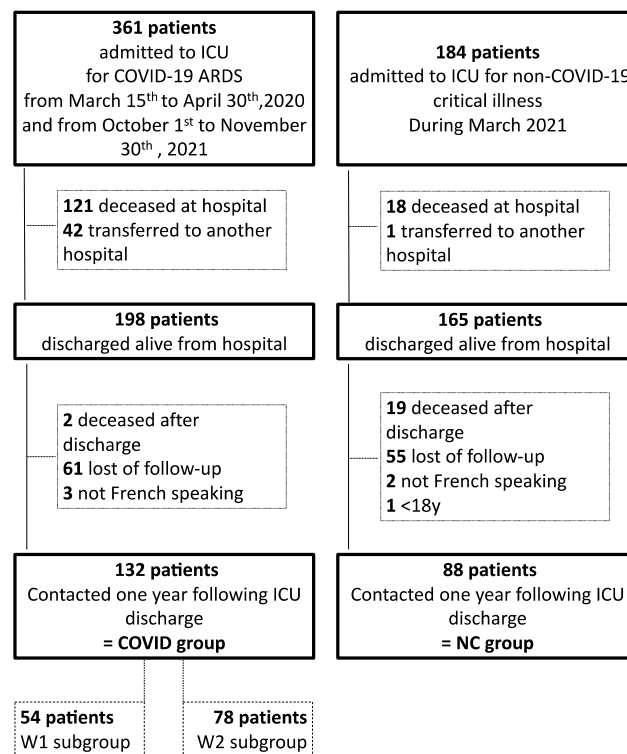 361 patients
admitted to ICU
for COVID-19 ARDS
from March 15th to April 30th,2020
and from October 1st to November
30th , 2021
184 patients
admitted to ICU for non-COVID-19
critical illness
During March 2021
121 deceased at hospital
42 transferred to another
hospital
18 deceased at hospital
1 transferred to another
hospital
198 patients
discharged alive from hospital
165 patients
discharged alive from hospital
2 deceased after
discharge
61 lost of follow-up
3 not French speaking
19 deceased after
discharge
55 lost of follow-up
2 not French speaking
1 <18y
132 patients
Contacted one year following ICU
discharge
= COVID group
88 patients
Contacted one year following ICU
discharge
= NC group
54 patients
W1 subgroup
78 patients
W2 subgroup